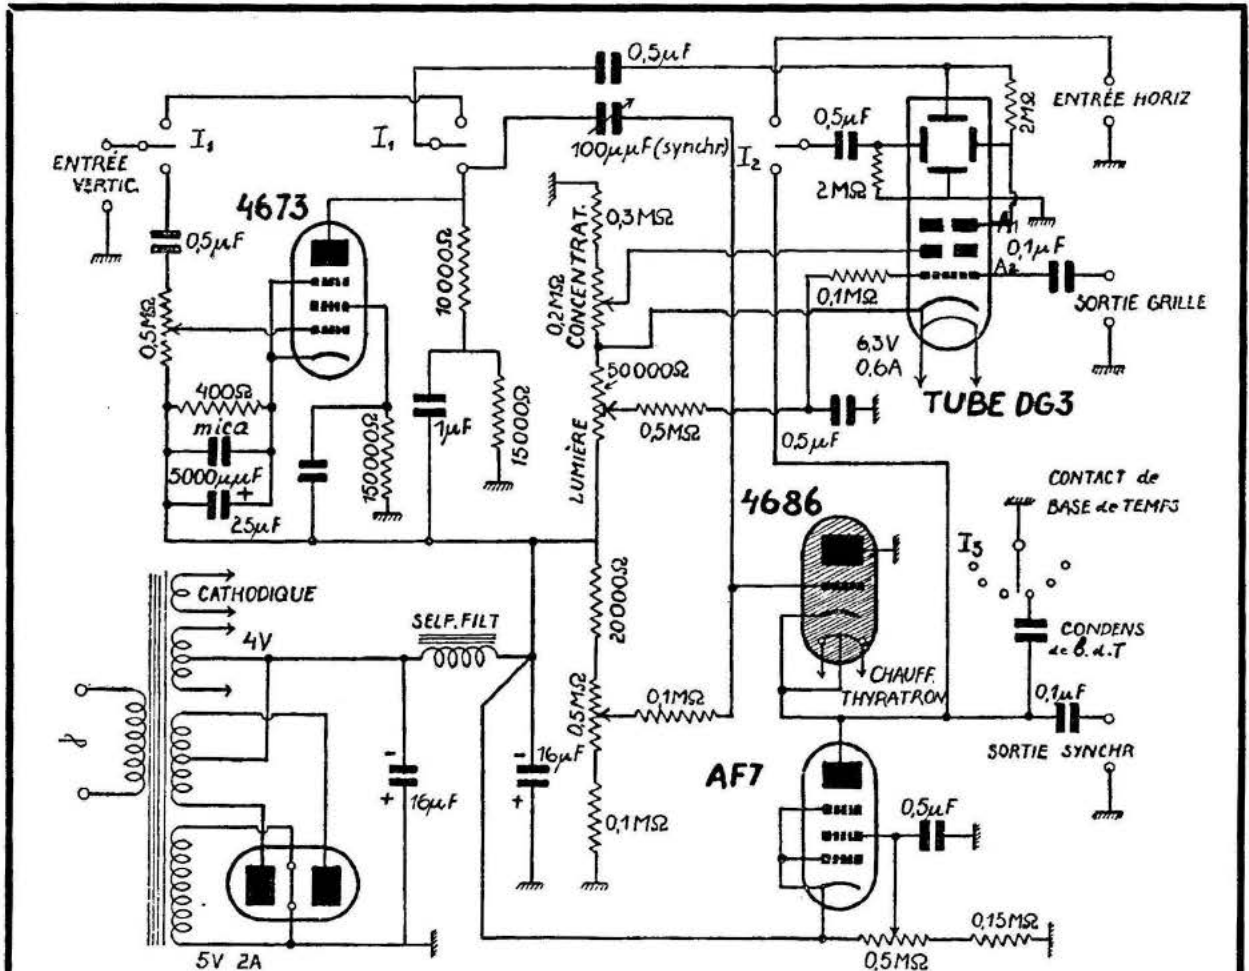 0,5µF
100µµF (synchr)
ENTRÉE HORIZ
2MΩ
0,5µF
I1
I1
I2
ENTRÉE
VERTIC.
4673
0,5µF
2MΩ
0,3MΩ
CONCENTRAT.
0,2MΩ
10000Ω
A1
0,1µF
A2
0,1MΩ
SORTIE GRILLE
0,5MΩ
6,3V
0,6A
50000Ω
TUBE DG3
400Ω
mica
5000µµF
+
25µF
1µF
15000Ω
150000Ω
LUMIÈRE
0,5MΩ
0,5µF
CONTACT de
BASE de TEMPS
4686
I3
CATHODIQUE
4V
SELF. FILT
20000Ω
CONDENS
de b.d.T
CHAUFF.
THYRATRON
0,1µF
0,5MΩ
0,1MΩ
SORTIE SYNCHR
-
+
16µF
-
16µF
+
AF7
0,5µF
0,1MΩ
0,15MΩ
0,5MΩ
5V 2A